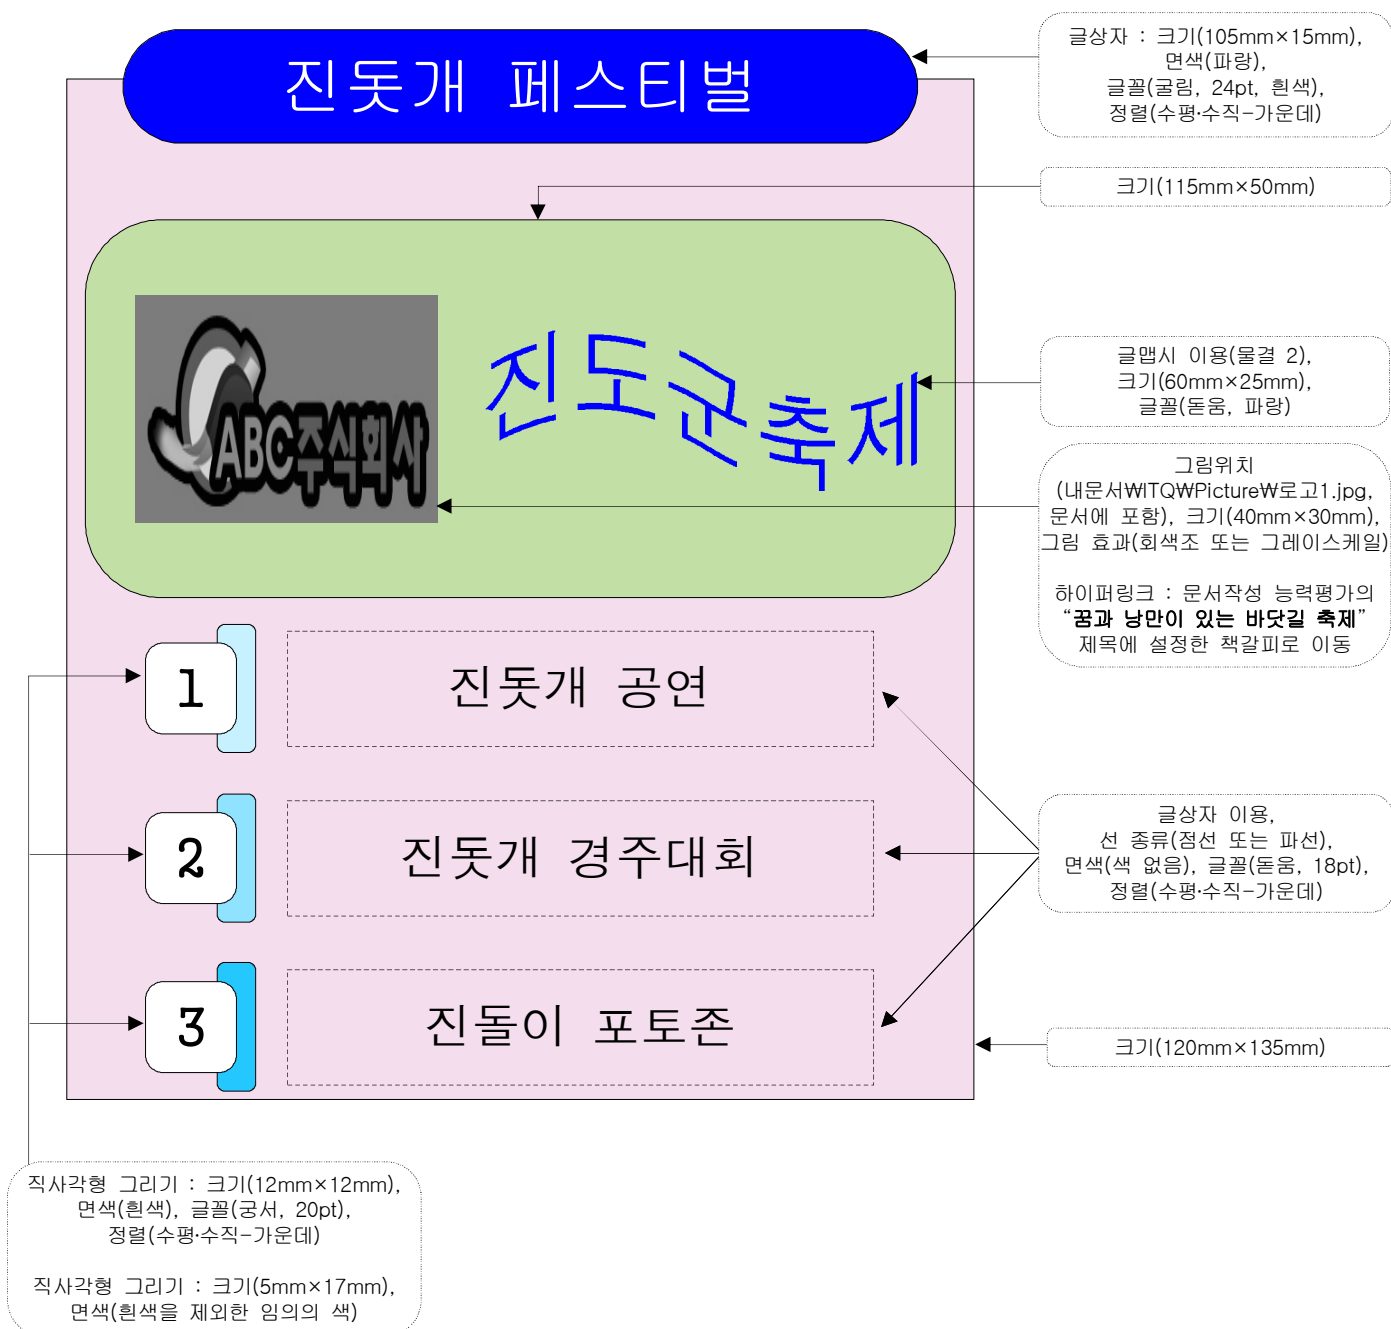 진돗개 페스티벌
글상자 : 크기(105mm×15mm),
면색(파랑),
글꼴(굴림, 24pt, 흰색),
정렬(수평·수직-가운데)
크기(115mm×50mm)
ABC주식회사
진도군축제
글맵시 이용(물결 2),
크기(60mm×25mm),
글꼴(돋움, 파랑)
그림위치
(내문서₩ITQ₩Picture₩로고1.jpg,
문서에 포함), 크기(40mm×30mm),
그림 효과(회색조 또는 그레이스케일)
하이퍼링크 : 문서작성 능력평가의
“꿈과 낭만이 있는 바닷길 축제”
제목에 설정한 책갈피로 이동
1
진돗개 공연
2
진돗개 경주대회
글상자 이용,
선 종류(점선 또는 파선),
면색(색 없음), 글꼴(돋움, 18pt),
정렬(수평·수직-가운데)
3
진돌이 포토존
크기(120mm×135mm)
직사각형 그리기 : 크기(12mm×12mm),
면색(흰색), 글꼴(궁서, 20pt),
정렬(수평·수직-가운데)
직사각형 그리기 : 크기(5mm×17mm),
면색(흰색을 제외한 임의의 색)